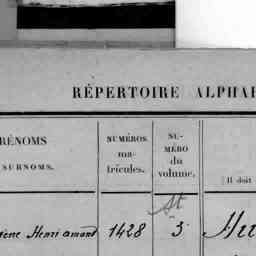 RÉPERTOIRE ALPHA
RÉNOMS
SURNOMS.
NUMÉROS
ma-
tricules.
NU-
MÉRO
du
volume.
Il doit
Henri amand 1428 3